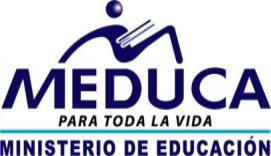 MEDUCA
PARA TODA LA VIDA
MINISTERIO DE EDUCACIÓN